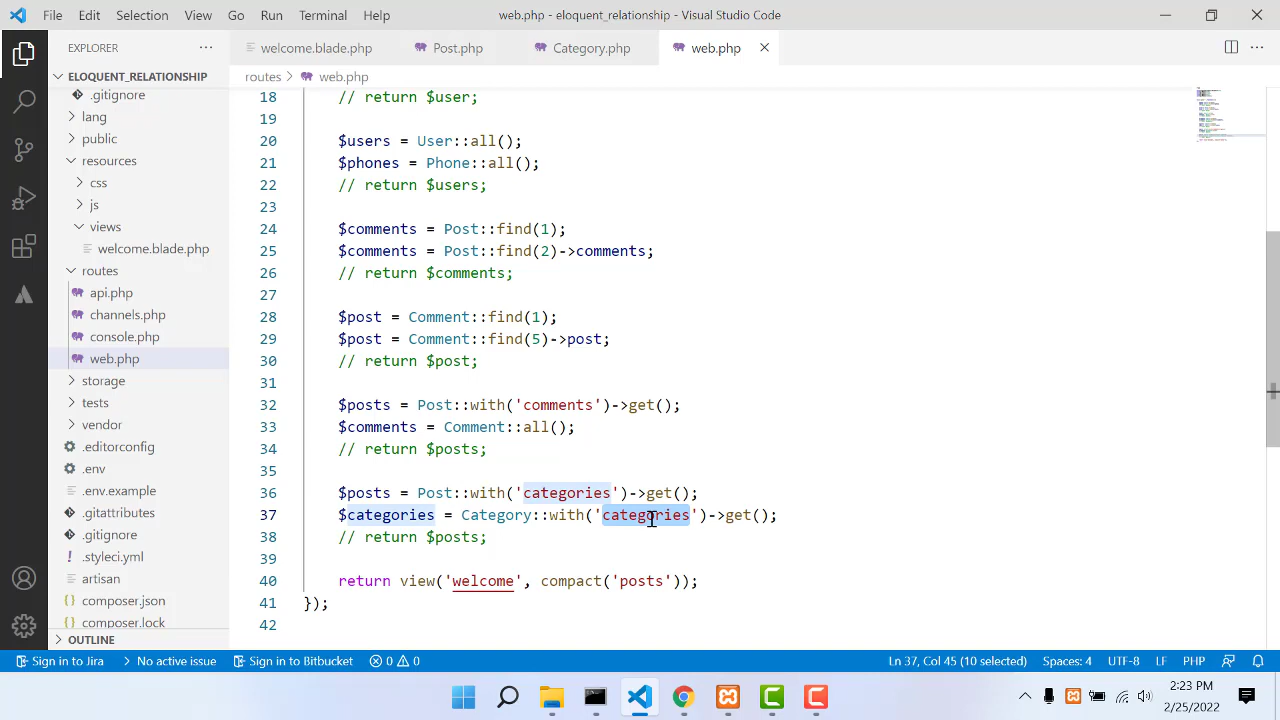 File Edit Selection View Go Run Terminal Help
web.php - eloquent_relationship - Visual Studio Code
EXPLORER
welcome.blade.php
Post.php
Category.php
web.php
ELOQUENT_RELATIONSHIP
routes > web.php
.gitignore
lang
public
resources
css
js
views
welcome.blade.php
routes
api.php
channels.php
console.php
web.php
storage
tests
vendor
.editorconfig
.env
.env.example
.gitattributes
.gitignore
.styleci.yml
artisan
composer.json
composer.lock
OUTLINE
18 // return $user;
19
20 $users = User::all();
21 $phones = Phone::all();
22 // return $users;
23
24 $comments = Post::find(1);
25 $comments = Post::find(2)->comments;
26 // return $comments;
27
28 $post = Comment::find(1);
29 $post = Comment::find(5)->post;
30 // return $post;
31
32 $posts = Post::with('comments')->get();
33 $comments = Comment::all();
34 // return $posts;
35
36 $posts = Post::with('categories')->get();
37 $categories = Category::with('categories')->get();
38 // return $posts;
39
40 return view('welcome', compact('posts'));
41 });
42
Sign in to Jira
No active issue
Sign in to Bitbucket
0 0
Ln 37, Col 45 (10 selected)
Spaces: 4
UTF-8
LF
PHP
2:23 PM
2/25/2022